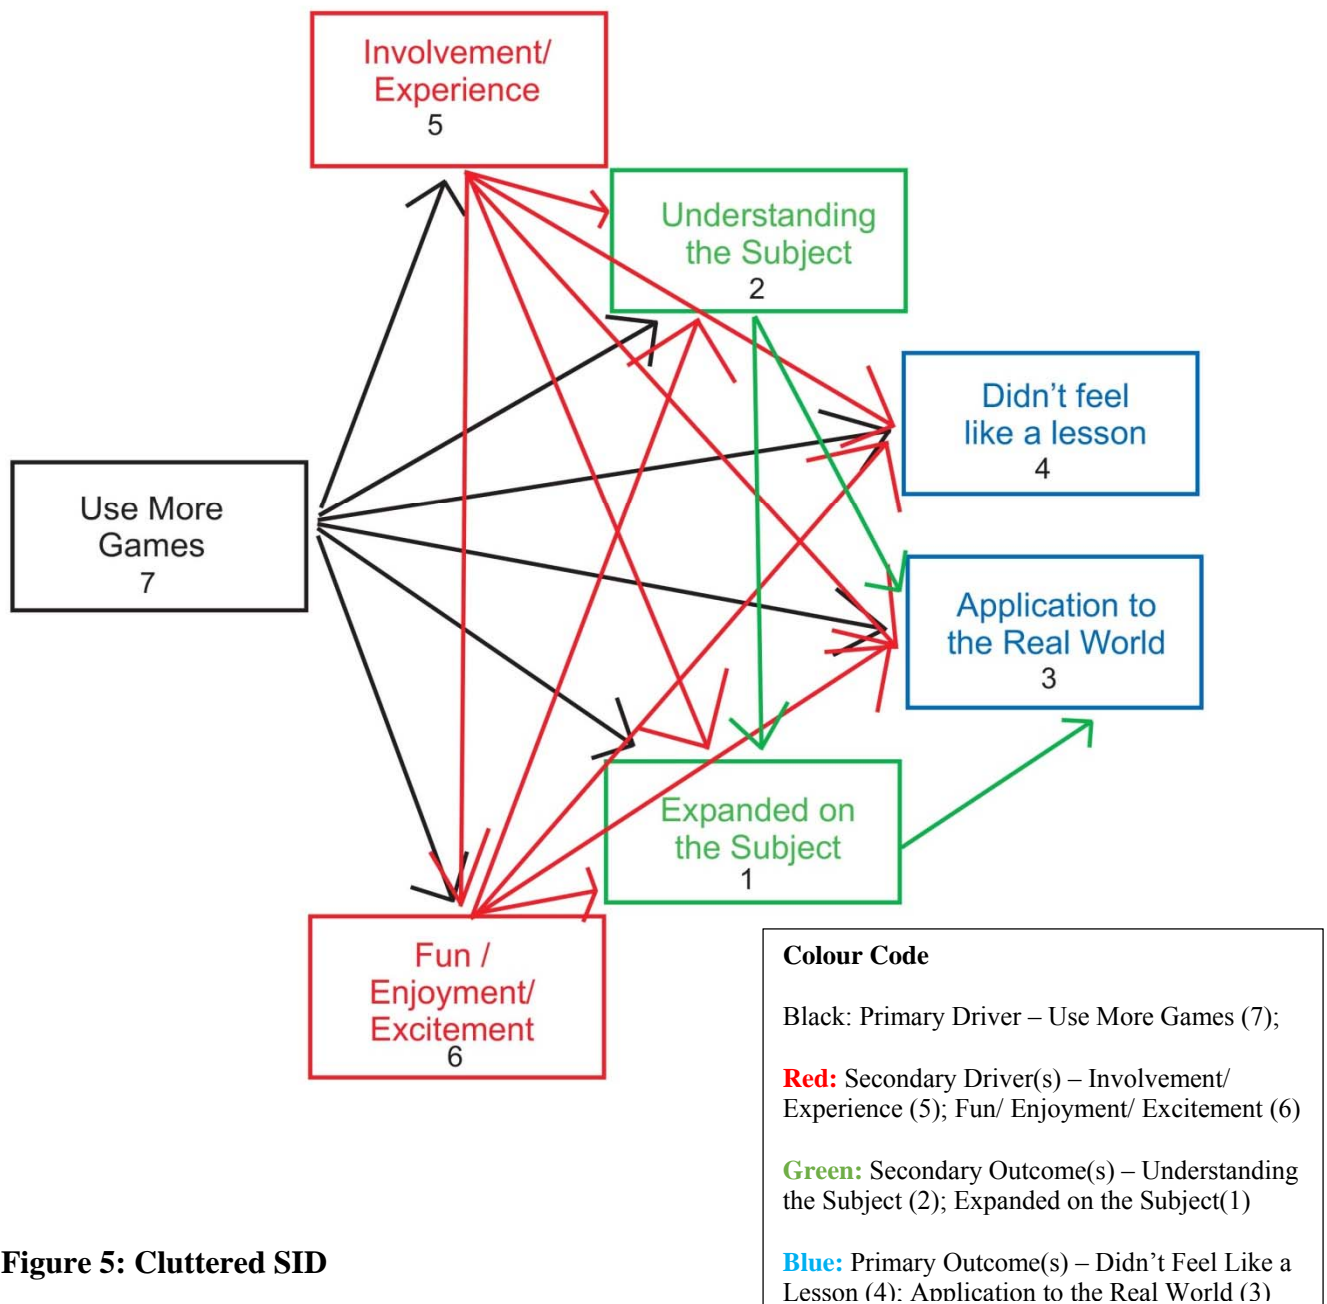 Involvement/
Experience
5
Understanding
the Subject
2
Didn't feel
like a lesson
4
Use More
Games
7
Application to
the Real World
3
Expanded on
the Subject
1
Fun /
Enjoyment/
Excitement
6
Colour Code
Black: Primary Driver – Use More Games (7);
Red: Secondary Driver(s) – Involvement/
Experience (5); Fun/ Enjoyment/ Excitement (6)
Green: Secondary Outcome(s) – Understanding
the Subject (2); Expanded on the Subject(1)
Blue: Primary Outcome(s) – Didn't Feel Like a
Lesson (4); Application to the Real World (3)
Figure 5: Cluttered SID